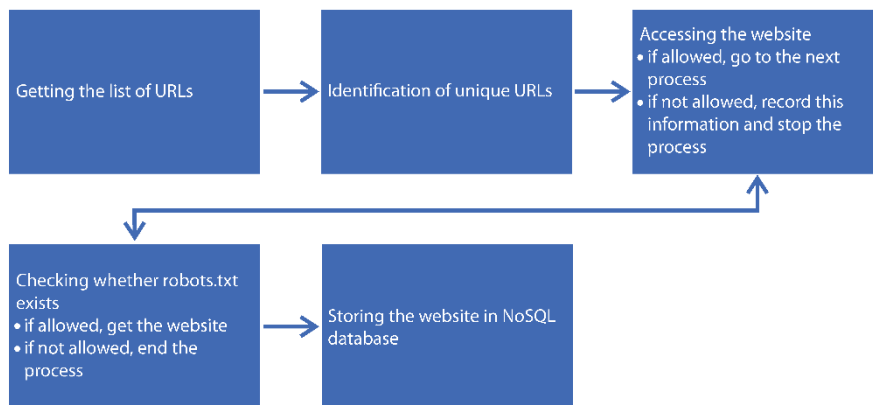 Getting the list of URLs
Identification of unique URLs
Accessing the website
• if allowed, go to the next
process
• if not allowed, record this
information and stop the
process
Checking whether robots.txt
exists
• if allowed, get the website
• if not allowed, end the
process
Storing the website in NoSQL
database